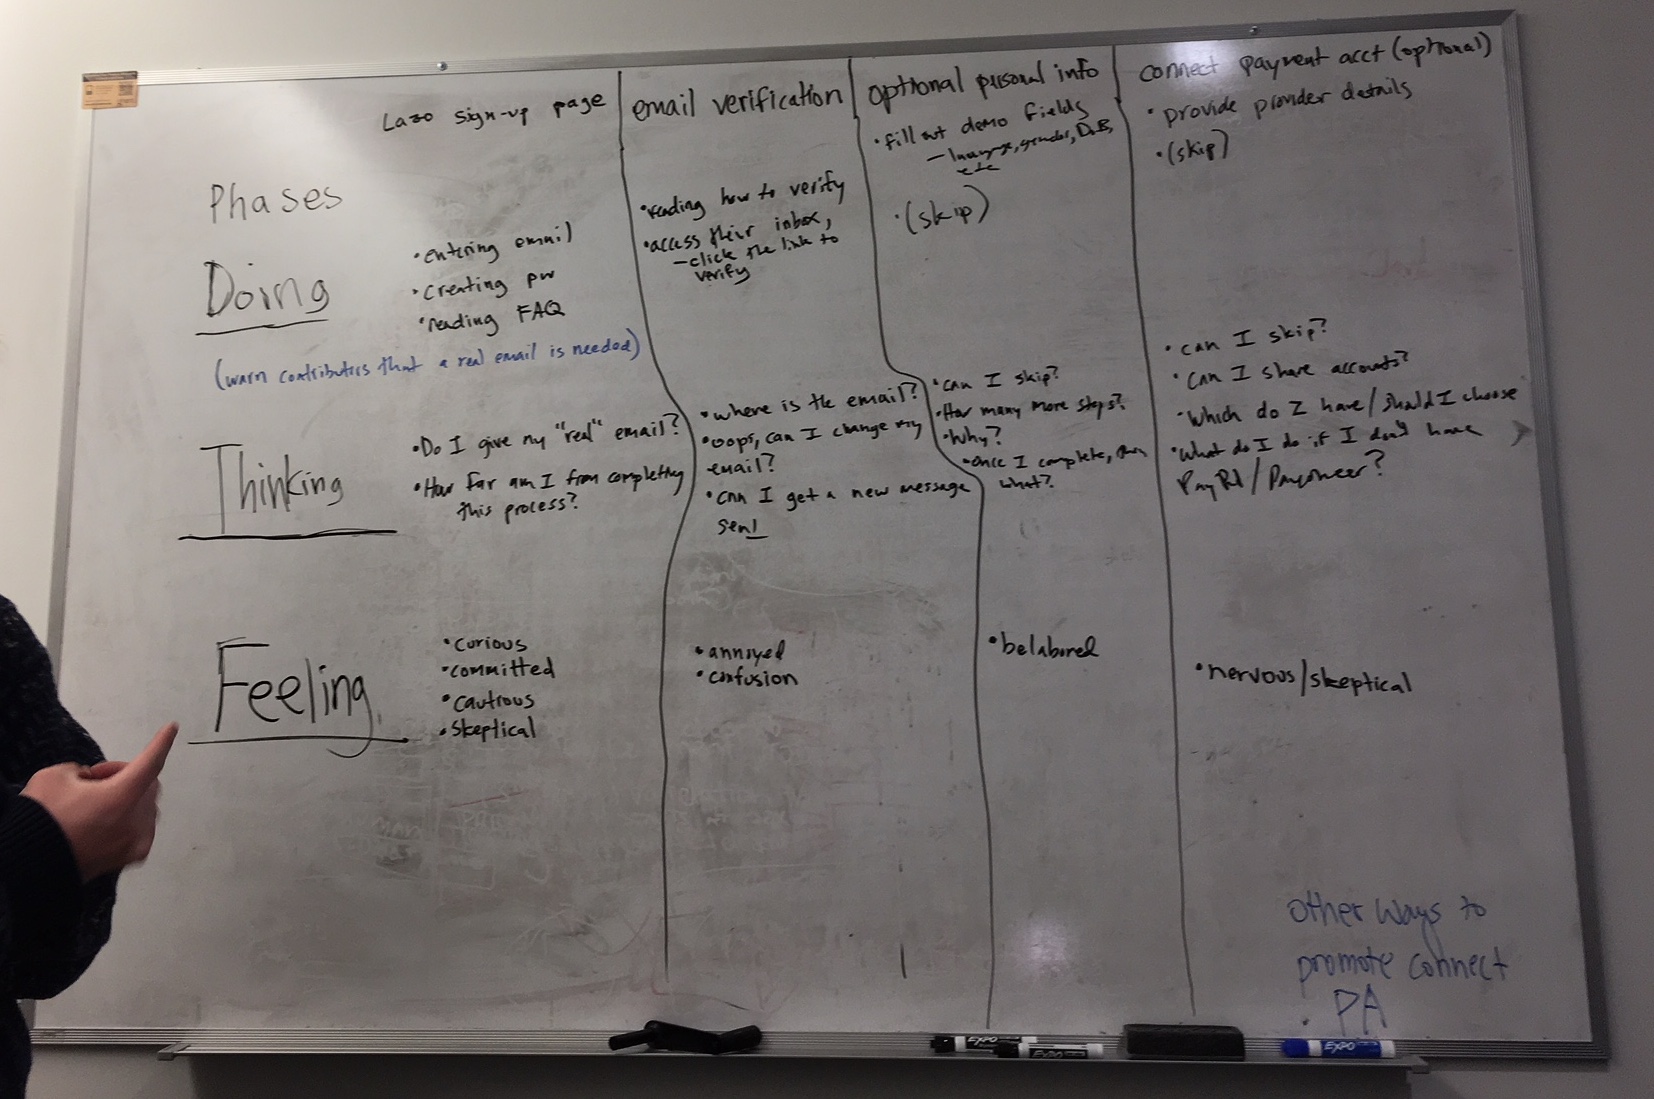 Lazo sign-up page
email verification
optional personal info
connect payment acct (optional)
Phases
Doing
• entering email
• creating pw
• reading FAQ
(warn contributors that a real email is needed)
• reading how to verify
• access their inbox,
– click the link to
verify
• fill out demo fields
– language, gender, DoB,
etc
• (skip)
• provide provider details
• (skip)
Thinking
• Do I give my "real" email?
• How far am I from completing
this process?
• where is the email?
• oops, can I change my
email?
• can I get a new message
sent
• can I skip?
• How many more steps?
• Why?
• Once I complete, then
what?
• can I skip?
• Can I share accounts?
• Which do I have/should I choose
• What do I do if I don't have
PayPal/Payoneer?
Feeling
• curious
• committed
• cautious
• skeptical
• annoyed
• confusion
• belabored
• nervous/skeptical
other ways to
promote connect
PA
EXPO
EXPO
EXPO